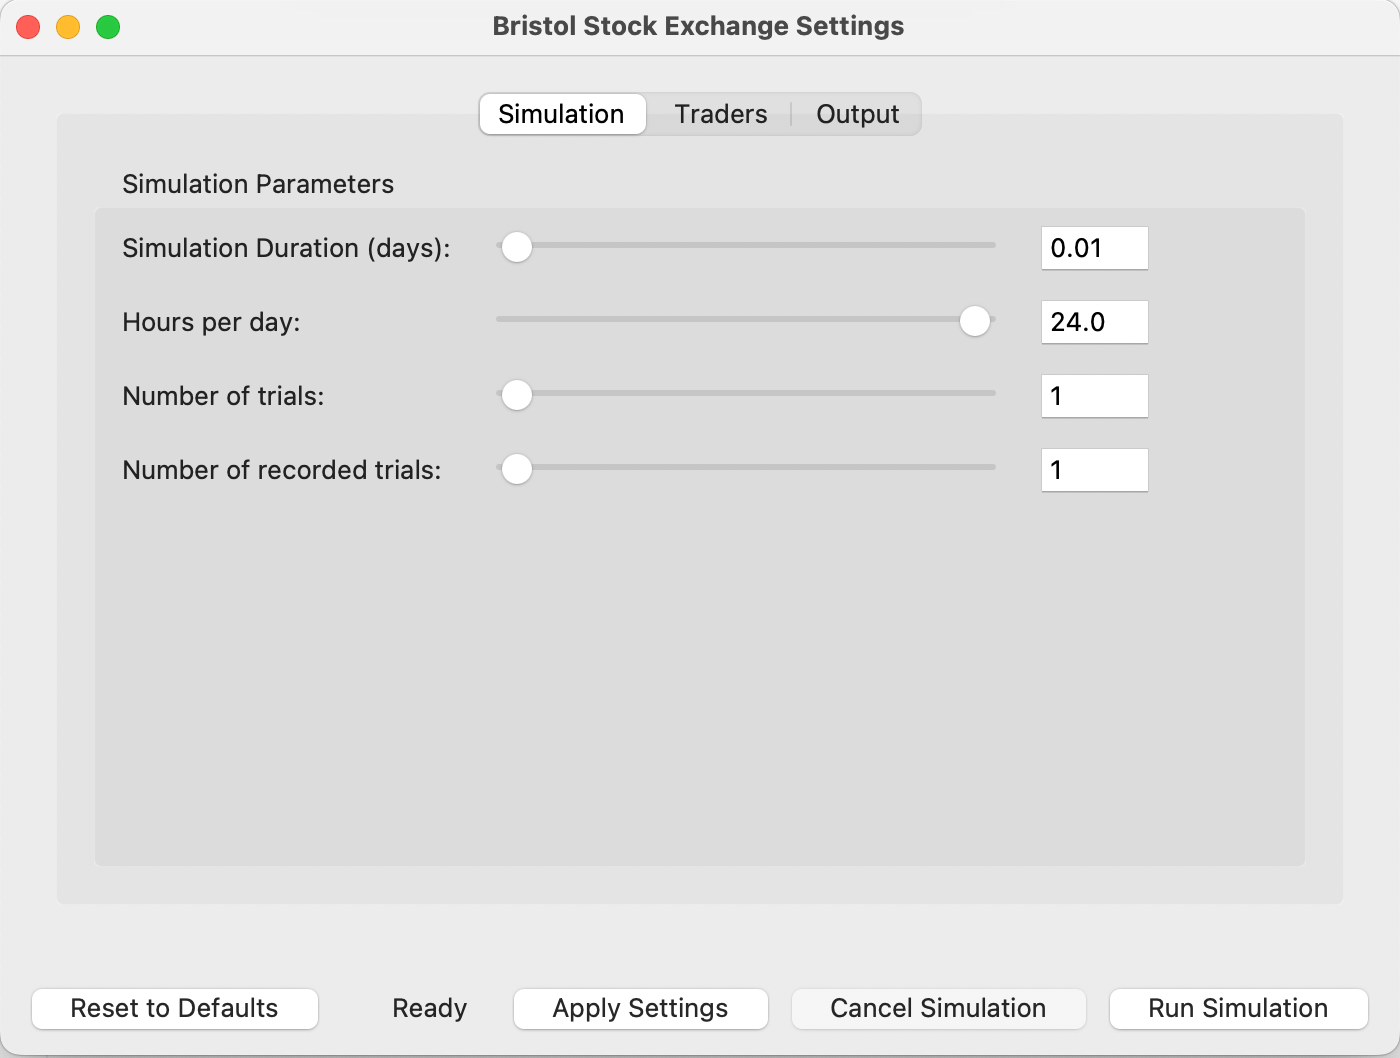 Bristol Stock Exchange Settings
Simulation Traders Output
Simulation Parameters
Simulation Duration (days): 0.01
Hours per day: 24.0
Number of trials: 1
Number of recorded trials: 1
Reset to Defaults Ready Apply Settings Cancel Simulation Run Simulation